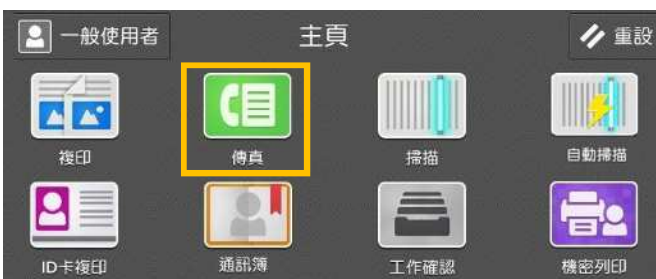 一般使用者 主頁 重設
複印 傳真 掃描 自動掃描
ID卡複印 通訊簿 工作確認 機密列印